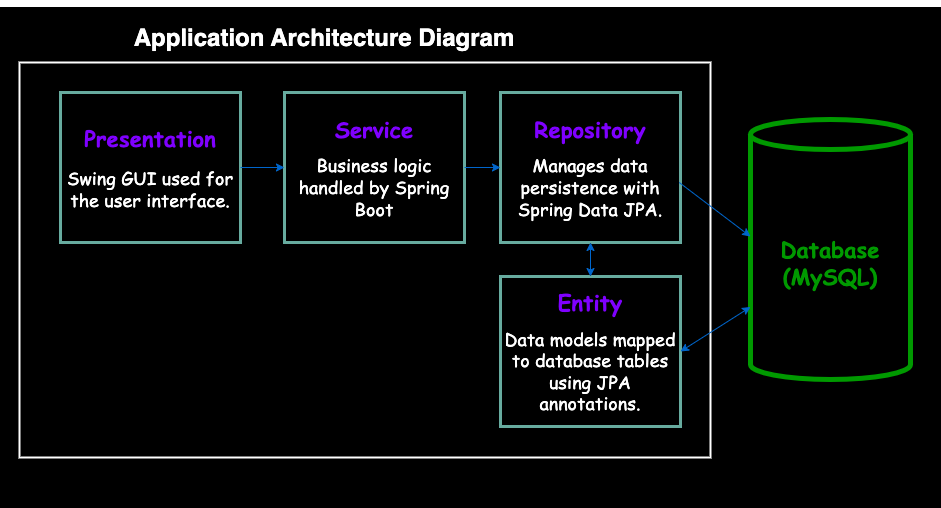 Application Architecture Diagram
Presentation
Swing GUI used for
the user interface.
Service
Business logic
handled by Spring
Boot
Repository
Manages data
persistence with
Spring Data JPA.
Entity
Data models mapped
to database tables
using JPA
annotations.
Database
(MySQL)